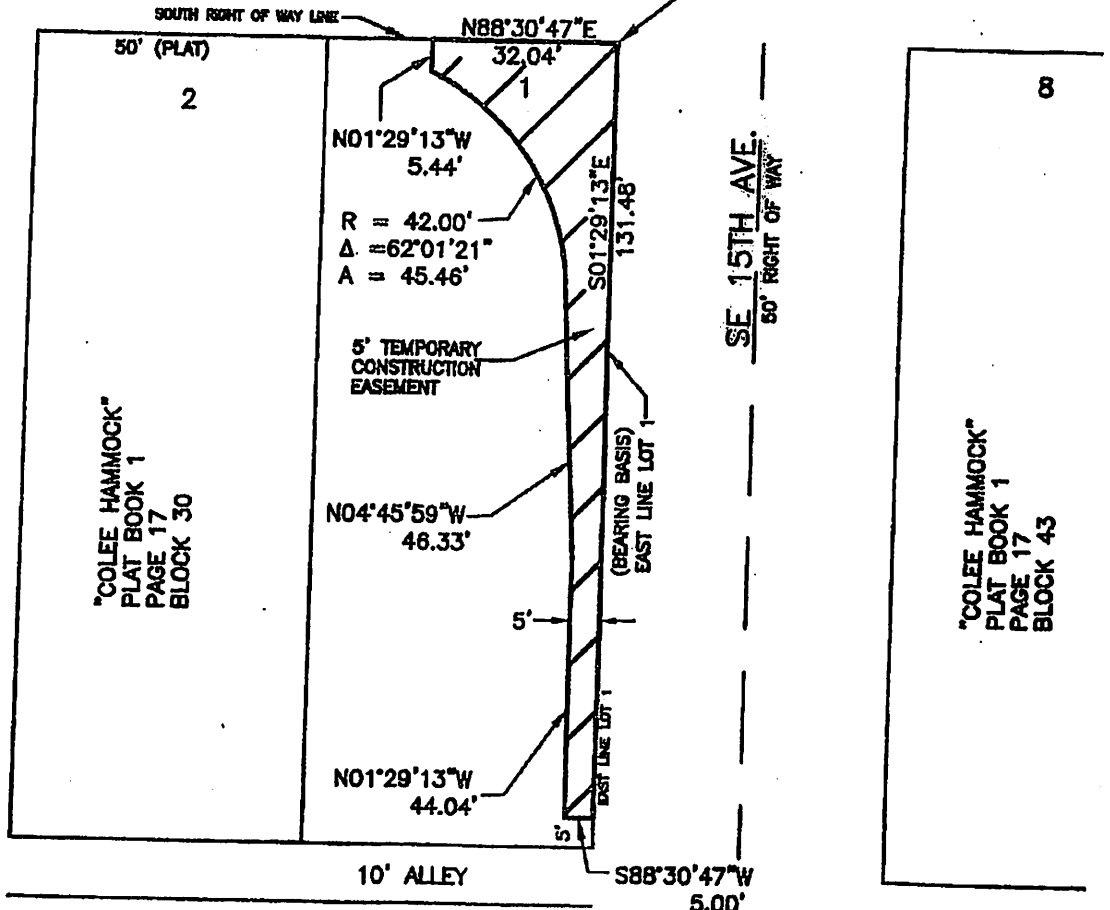 SOUTH RIGHT OF WAY LINE
N88°30'47"E
32.04'
50' (PLAT)
2
1
8
N01°29'13"W
5.44'
R = 42.00'
Δ =62°01'21"
A = 45.46'
S01°29'13"E
131.48'
SE 15TH AVE.
50' RIGHT OF WAY
5' TEMPORARY
CONSTRUCTION
EASEMENT
(BEARING BASIS)
EAST LINE LOT 1
"COLEE HAMMOCK"
PLAT BOOK 1
PAGE 17
BLOCK 30
N04°45'59"W
46.33'
"COLEE HAMMOCK"
PLAT BOOK 1
PAGE 17
BLOCK 43
5'
EAST LINE LOT 1
N01°29'13"W
44.04'
5'
10' ALLEY
S88°30'47"W
5.00'